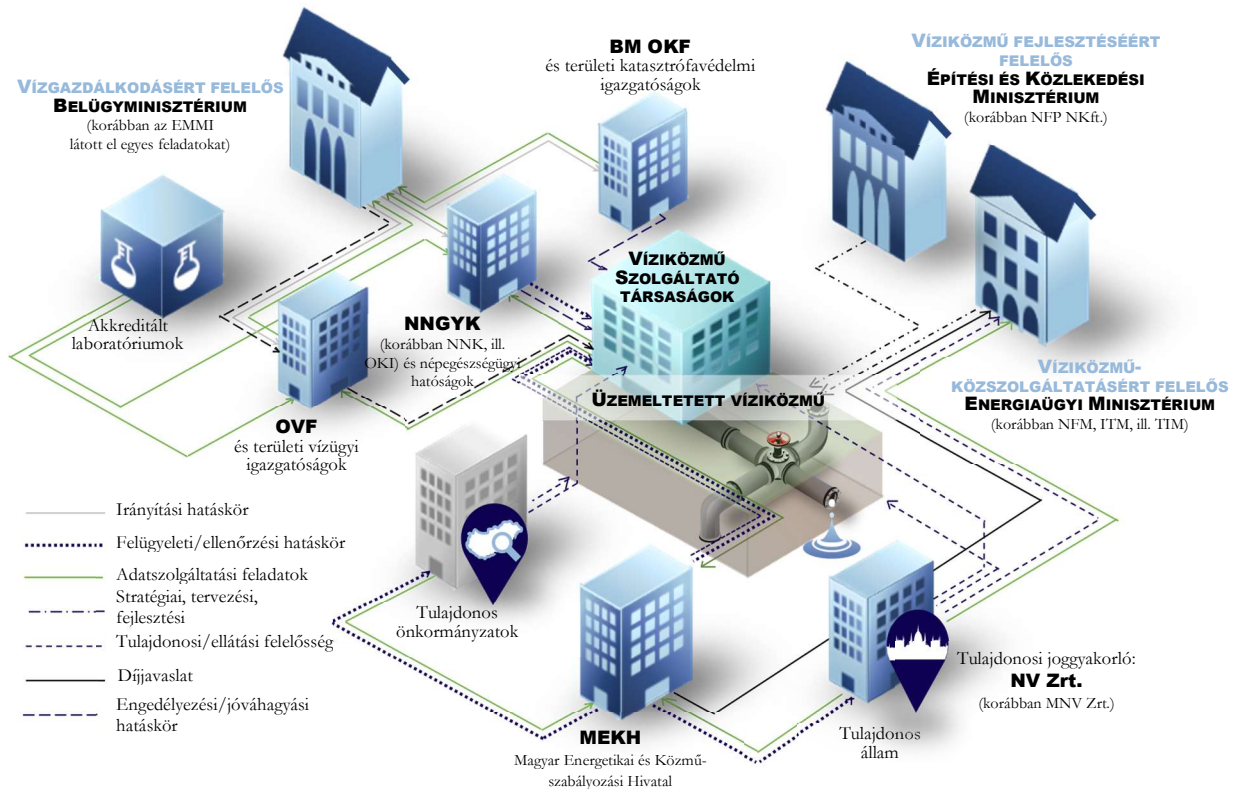 VÍZGAZDÁLKODÁSÉRT FELELŐS
BELÜGYMINISZTÉRIUM
(korábban az EMMI
látott el egyes feladatokat)
BM OKF
és területi katasztrófavédelmi
igazgatóságok
VÍZIKÖZMŰ FEJLESZTÉSÉÉRT
FELELŐS
ÉPÍTÉSI ÉS KÖZLEKEDÉSI
MINISZTÉRIUM
(korábban NFP NKft.)
Akkreditált
laboratóriumok
NNGYK
(korábban NNK, ill.
OKI) és népegészségügyi
hatóságok
VÍZIKÖZMŰ
SZOLGÁLTATÓ
TÁRSASÁGOK
ÜZEMELTETETT VÍZIKÖZMŰ
VÍZIKÖZMŰ-
KÖZSZOLGÁLTATÁSÉRT FELELŐS
ENERGIAÜGYI MINISZTÉRIUM
(korábban NFM, ITM, ill. TIM)
OVF
és területi vízügyi
igazgatóságok
Irányítási hatáskör
Felügyeleti/ellenőrzési hatáskör
Adatszolgáltatási feladatok
Stratégiai, tervezési,
fejlesztési
Tulajdonosi/ellátási felelősség
Díjjavaslat
Engedélyezési/jóváhagyási
hatáskör
Tulajdonos
önkormányzatok
MEKH
Magyar Energetikai és Közmű-
szabályozási Hivatal
Tulajdonosi joggyakorló:
NV Zrt.
(korábban MNV Zrt.)
Tulajdonos
állam